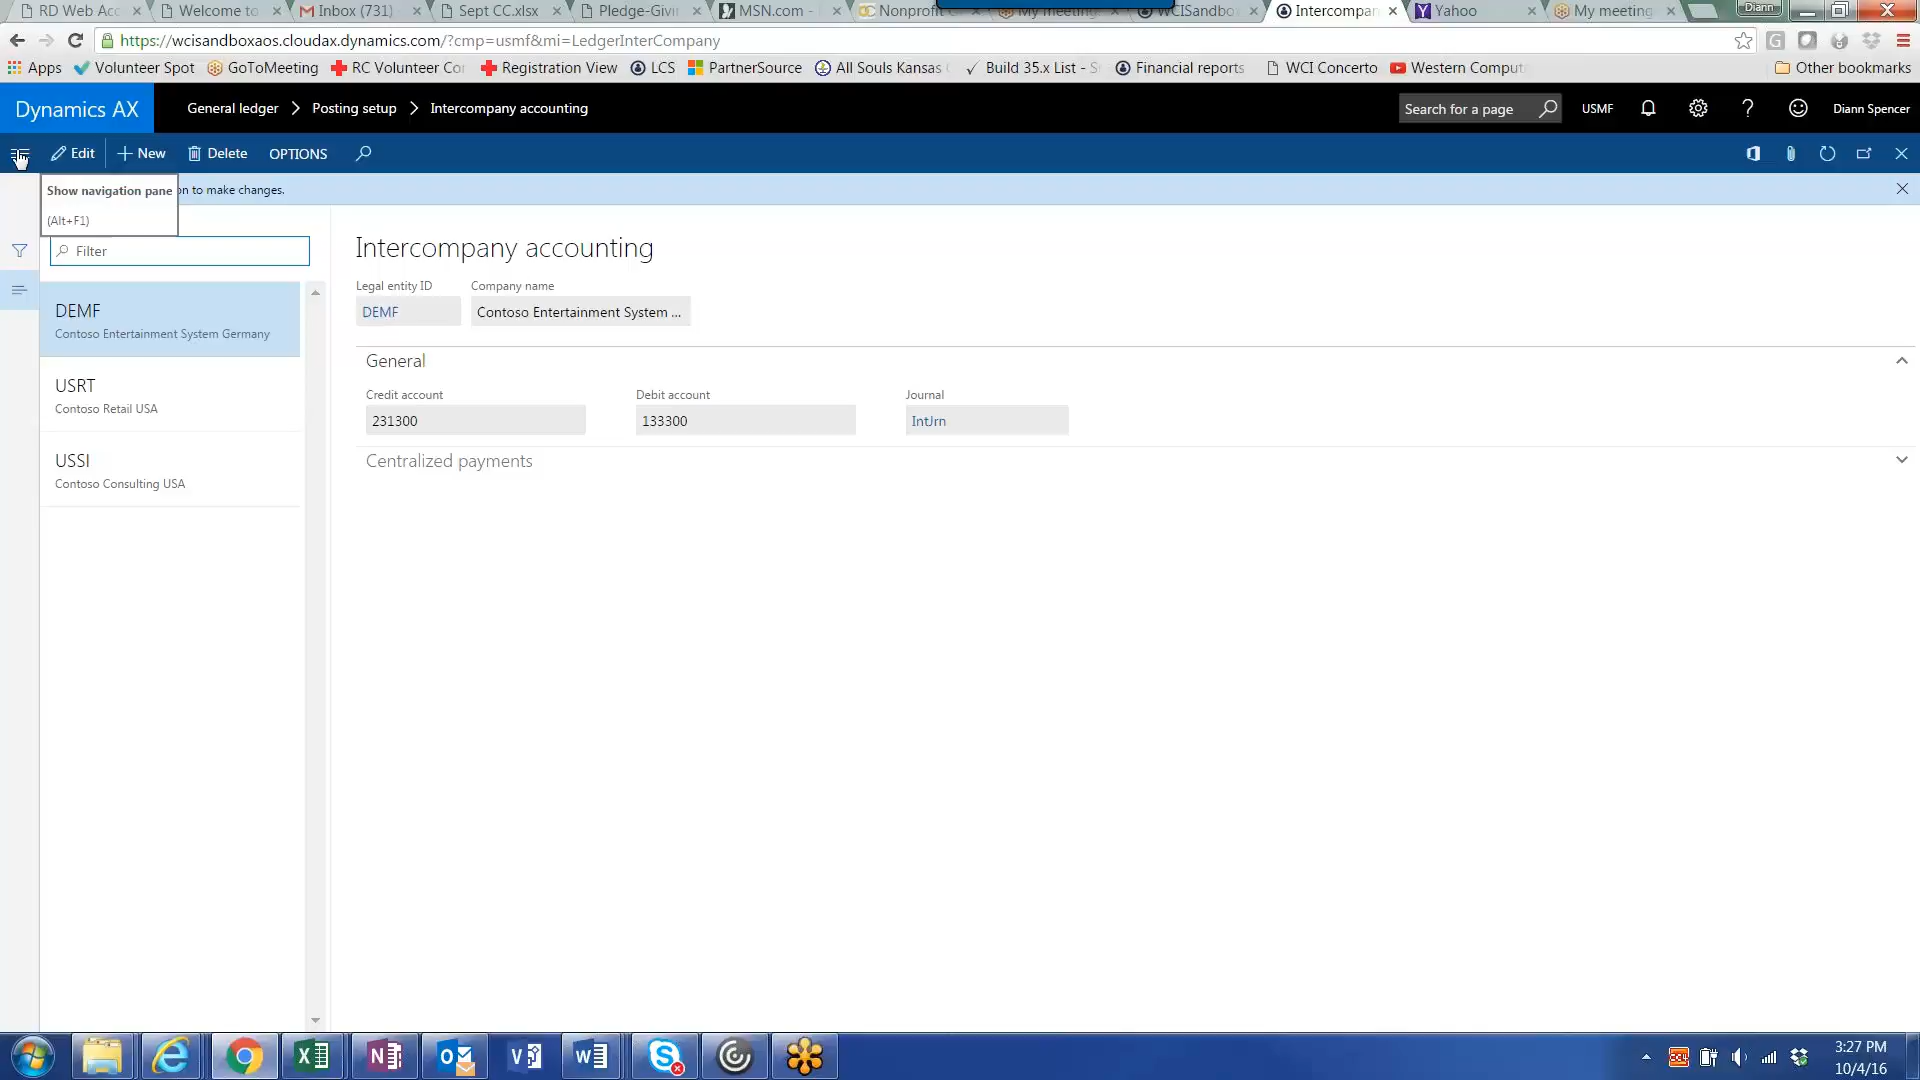 RD Web Acc
Welcome to
Inbox (731)
Sept CC.xlsx
Pledge-Givin
MSN.com -
Nonprofit C
My meeting
WCISandbo
Intercompan
Yahoo
My meeting
Diann
https://wcisandboxaos.cloudax.dynamics.com/?cmp=usmf&mi=LedgerInterCompany
Apps
Volunteer Spot
GoToMeeting
RC Volunteer Co
Registration View
LCS
PartnerSource
All Souls Kansas
Build 35.x List - S
Financial reports
WCI Concerto
Western Comput
Other bookmarks
Dynamics AX
General ledger > Posting setup > Intercompany accounting
Search for a page
USMF
Diann Spencer
Edit
New
Delete
OPTIONS
Show navigation pane
(Alt+F1)
on to make changes.
Filter
DEMF
Contoso Entertainment System Germany
USRT
Contoso Retail USA
USSI
Contoso Consulting USA
Intercompany accounting
Legal entity ID
Company name
DEMF
Contoso Entertainment System ...
General
Credit account
Debit account
Journal
231300
133300
IntJrn
Centralized payments
3:27 PM
10/4/16